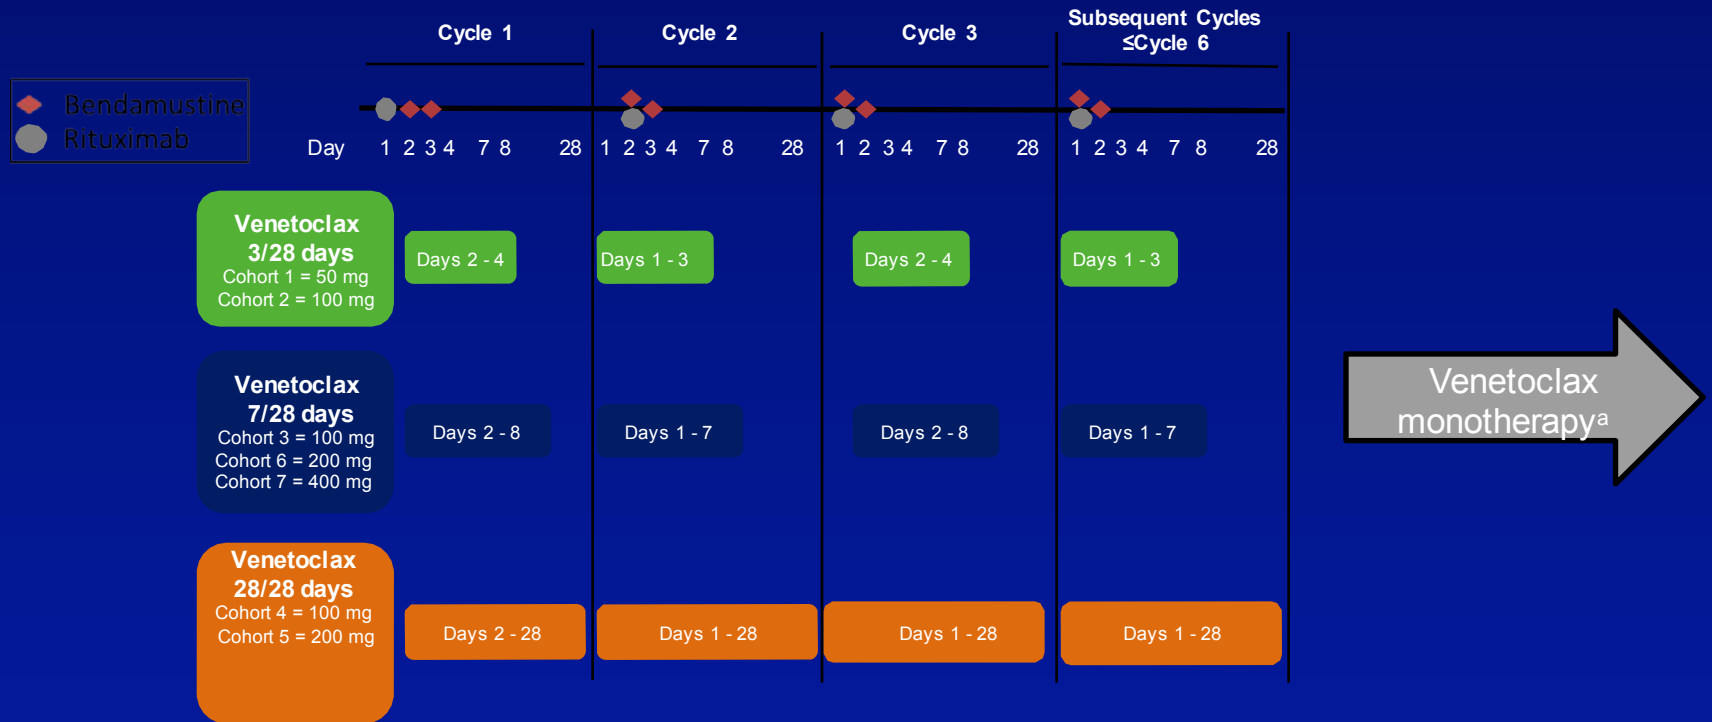 Cycle 1
Cycle 2
Cycle 3
Subsequent Cycles
≤Cycle 6
Bendamustine
Rituximab
Day 1 2 3 4 7 8 28 1 2 3 4 7 8 28 1 2 3 4 7 8 28 1 2 3 4 7 8 28
Venetoclax
3/28 days
Cohort 1 = 50 mg
Cohort 2 = 100 mg
Days 2 - 4
Days 1 - 3
Days 2 - 4
Days 1 - 3
Venetoclax
7/28 days
Cohort 3 = 100 mg
Cohort 6 = 200 mg
Cohort 7 = 400 mg
Days 2 - 8
Days 1 - 7
Days 2 - 8
Days 1 - 7
Venetoclax
28/28 days
Cohort 4 = 100 mg
Cohort 5 = 200 mg
Days 2 - 28
Days 1 - 28
Days 1 - 28
Days 1 - 28
Venetoclax
monotherapyᵃ